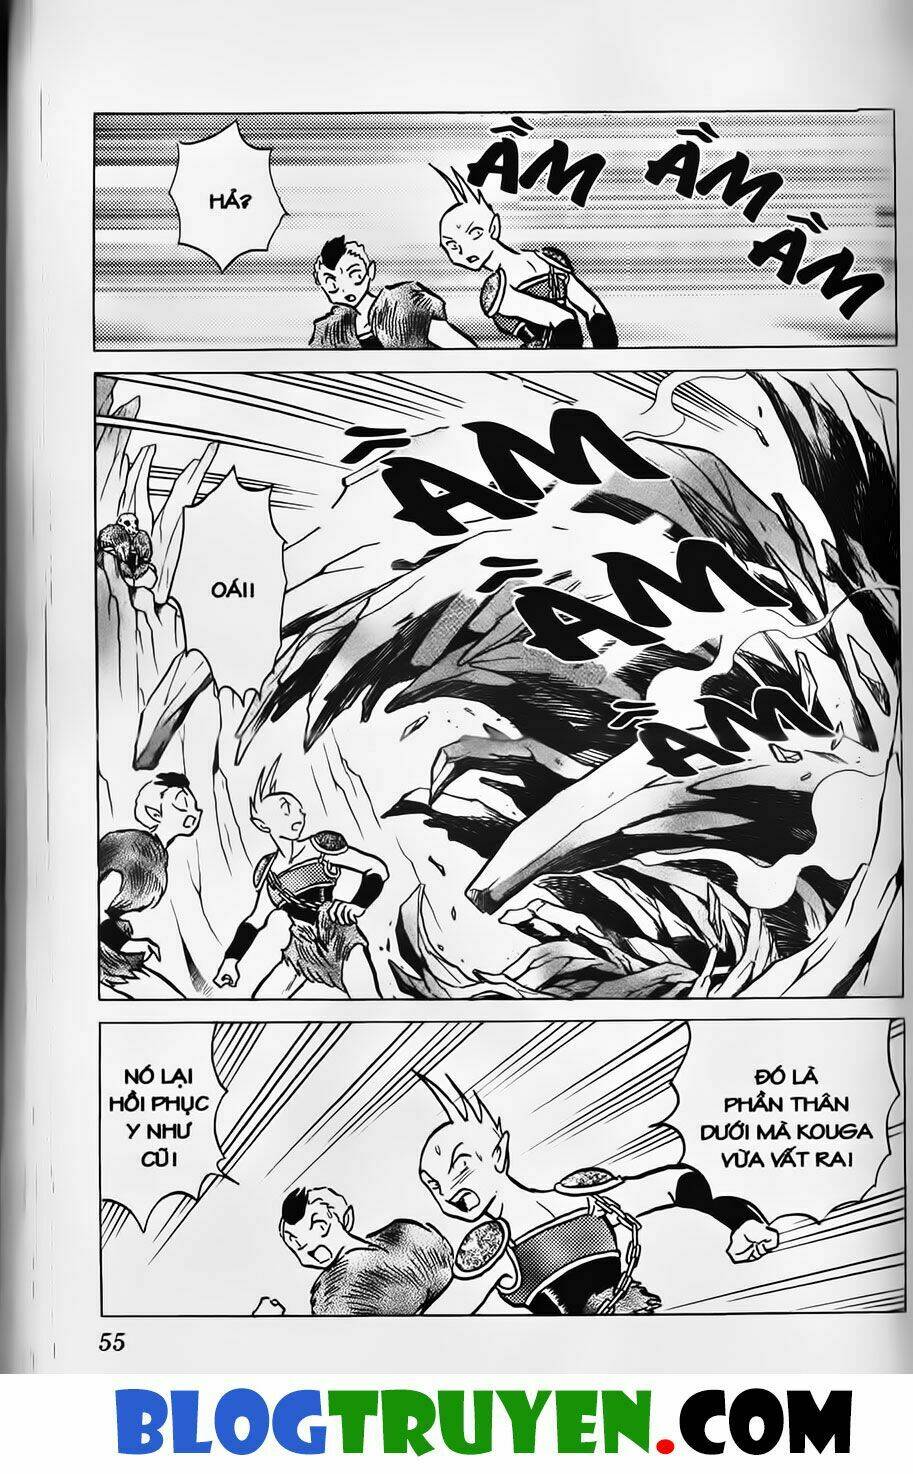 HẢ?
ẦM ẦM
ẦM
ẦM
OÁI!
ẦM
ẦM
ĐÓ LÀ
PHẦN THÂN
DƯỚI MÀ KOUGA
VỪA VẤT RA!
NÓ LẠI
HỒI PHỤC
Y NHƯ
CŨ!
55
BLOGTRUYEN.COM